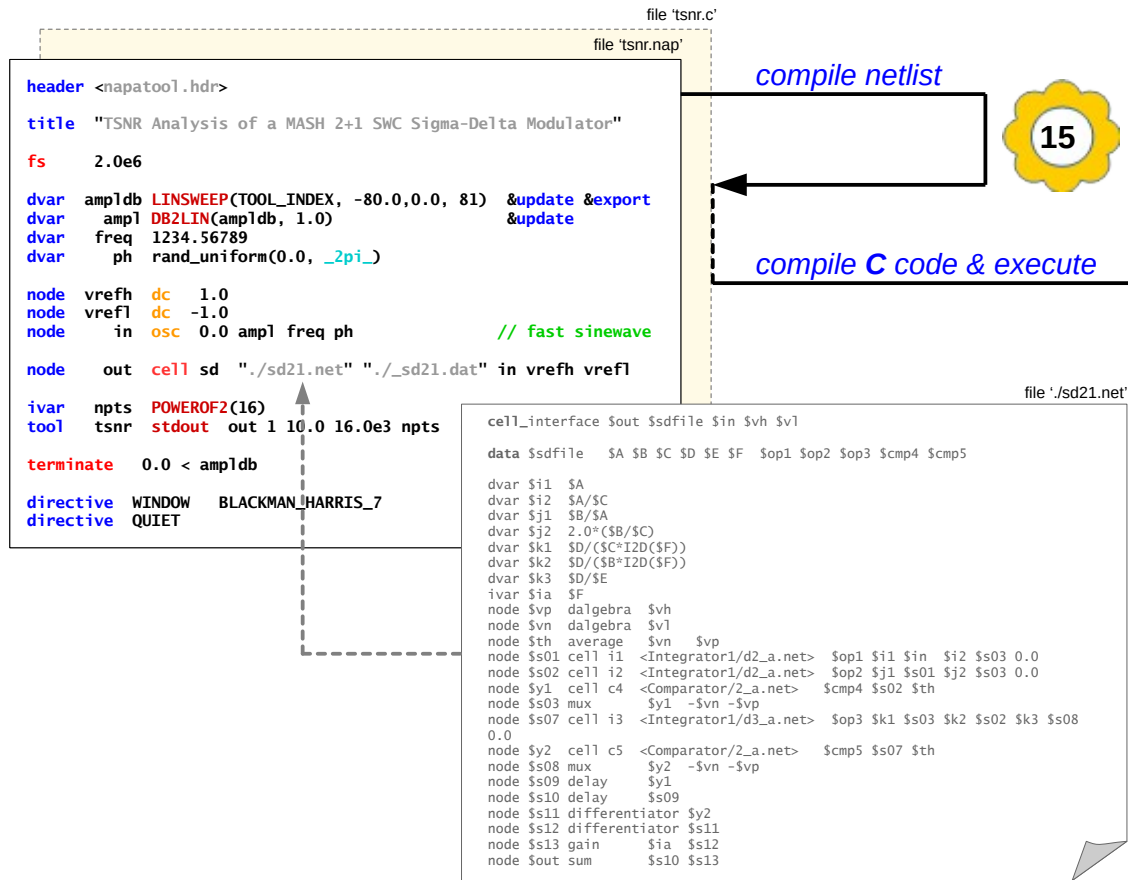 file ‘tsnr.c’
file ‘tsnr.nap’
header <napatool.hdr>
title "TSNR Analysis of a MASH 2+1 SWC Sigma-Delta Modulator"
fs 2.0e6
dvar ampldb LINSWEEP(TOOL_INDEX, -80.0,0.0, 81) &update &export
dvar ampl DB2LIN(ampldb, 1.0) &update
dvar freq 1234.56789
dvar ph rand_uniform(0.0, _2pi_)
node vrefh dc 1.0
node vrefl dc -1.0
node in osc 0.0 ampl freq ph // fast sinewave
node out cell sd "./sd21.net" "./_sd21.dat" in vrefh vrefl
ivar npts POWEROF2(16)
tool tsnr stdout out 1 10.0 16.0e3 npts
terminate 0.0 < ampldb
directive WINDOW BLACKMAN_HARRIS_7
directive QUIET
compile netlist
15
compile C code & execute
file ‘./sd21.net’
cell_interface $out $sdfile $in $vh $vl
data $sdfile $A $B $C $D $E $F $op1 $op2 $op3 $cmp4 $cmp5
dvar $i1 $A
dvar $i2 $A/$C
dvar $j1 $B/$A
dvar $j2 2.0*($B/$C)
dvar $k1 $D/($C*I2D($F))
dvar $k2 $D/($B*I2D($F))
dvar $k3 $D/$E
ivar $ia $F
node $vp dalgebra $vh
node $vn dalgebra $vl
node $th average $vn $vp
node $s01 cell i1 <Integrator1/d2_a.net> $op1 $i1 $in $i2 $s03 0.0
node $s02 cell i2 <Integrator1/d2_a.net> $op2 $j1 $s01 $j2 $s03 0.0
node $y1 cell c4 <Comparator/2_a.net> $cmp4 $s02 $th
node $s03 mux $y1 -$vn -$vp
node $s07 cell i3 <Integrator1/d3_a.net> $op3 $k1 $s03 $k2 $s02 $k3 $s08
0.0
node $y2 cell c5 <Comparator/2_a.net> $cmp5 $s07 $th
node $s08 mux $y2 -$vn -$vp
node $s09 delay $y1
node $s10 delay $s09
node $s11 differentiator $y2
node $s12 differentiator $s11
node $s13 gain $ia $s12
node $out sum $s10 $s13